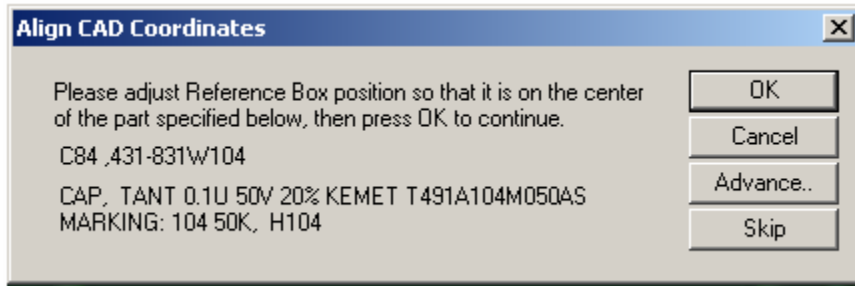 Align CAD Coordinates
Please adjust Reference Box position so that it is on the center
of the part specified below, then press OK to continue.
C84 ,431-831W104
CAP, TANT 0.1U 50V 20% KEMET T491A104M050AS
MARKING: 104 50K, H104
OK
Cancel
Advance..
Skip